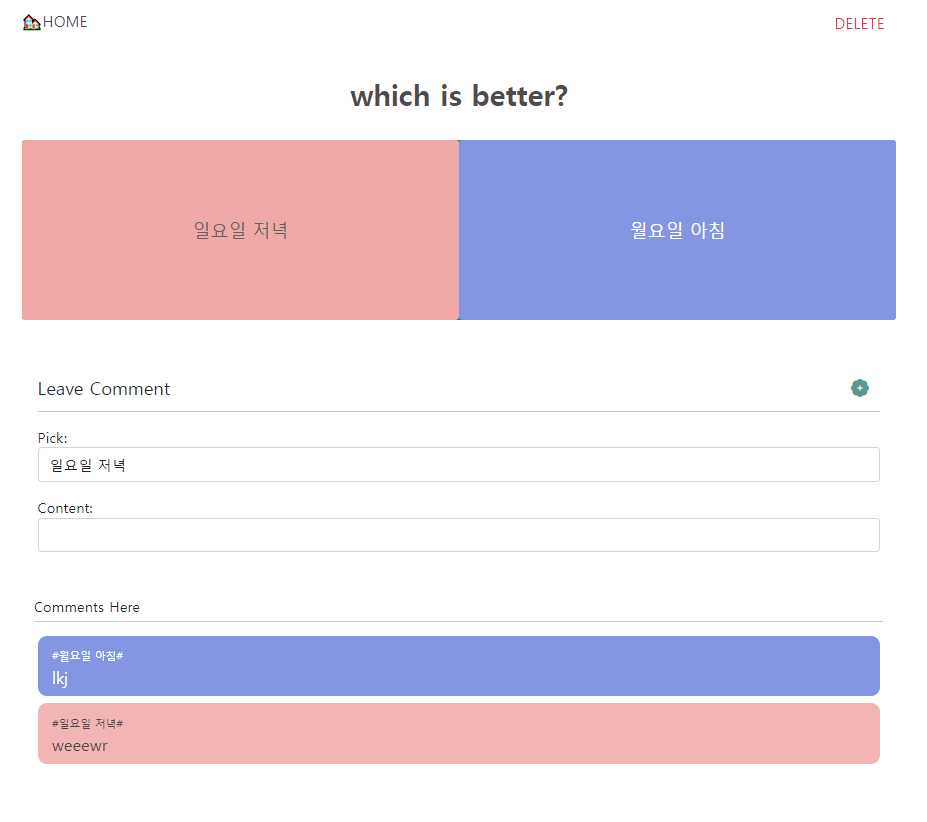 HOME
DELETE
which is better?
일요일 저녁
월요일 아침
Leave Comment
+
Pick:
일요일 저녁
Content:
Comments Here
#월요일 아침#
lkj
#일요일 저녁#
weeewr